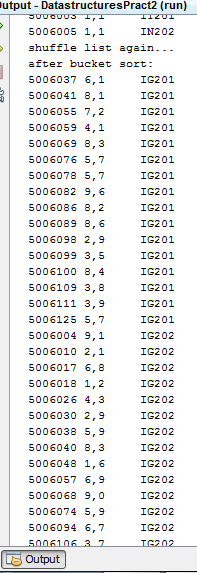 Output - DatastructuresPract2 (run)
5006003 1,1 II201
5006005 1,1 IN202
shuffle list again...
after bucket sort:
5006037 6,1 IG201
5006041 8,1 IG201
5006055 7,2 IG201
5006059 4,1 IG201
5006069 8,3 IG201
5006076 5,7 IG201
5006078 5,7 IG201
5006082 9,6 IG201
5006086 8,2 IG201
5006089 8,6 IG201
5006098 2,9 IG201
5006099 3,5 IG201
5006100 8,4 IG201
5006109 3,8 IG201
5006111 3,9 IG201
5006125 5,7 IG201
5006004 9,1 IG202
5006010 2,1 IG202
5006017 6,8 IG202
5006018 1,2 IG202
5006026 4,3 IG202
5006030 2,9 IG202
5006038 5,9 IG202
5006040 8,3 IG202
5006048 1,6 IG202
5006057 6,9 IG202
5006068 9,0 IG202
5006074 5,9 IG202
5006094 6,7 IG202
5006106 3,7 IG202
Output